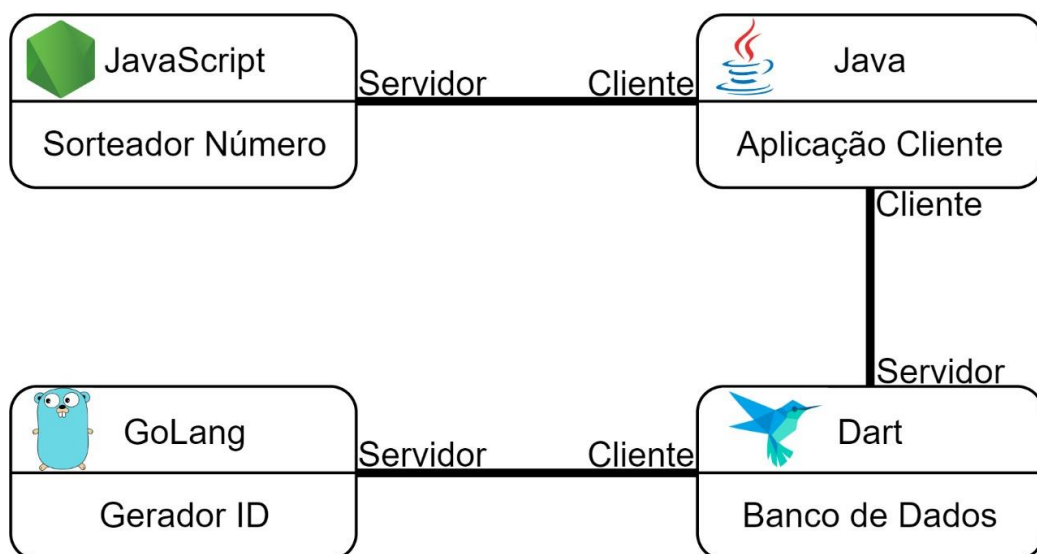 JavaScript
Sorteador Número
Servidor
Cliente
Java
Aplicação Cliente
Cliente
Servidor
GoLang
Gerador ID
Servidor
Cliente
Dart
Banco de Dados